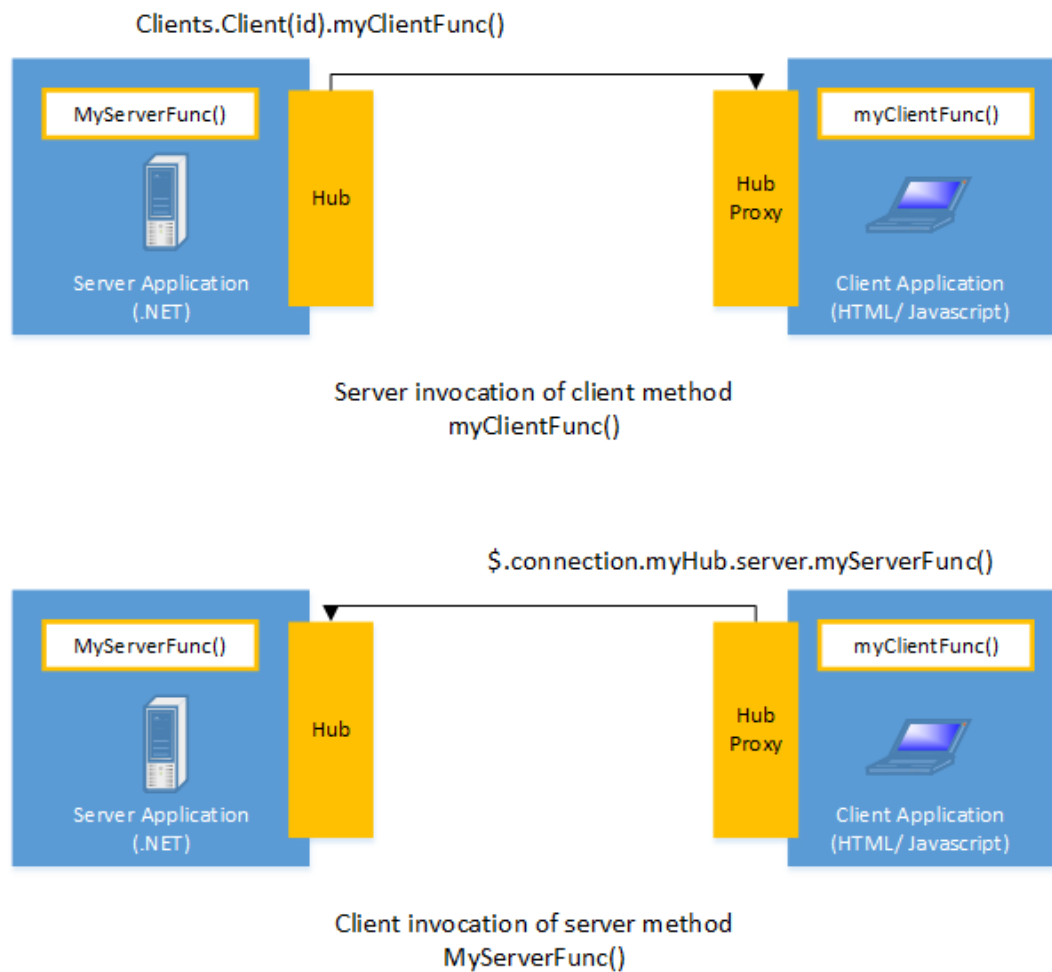 Clients.Client(id).myClientFunc()
MyServerFunc()
myClientFunc()
Hub
Hub
Proxy
Server Application
(.NET)
Client Application
(HTML/ Javascript)
Server invocation of client method
myClientFunc()
$.connection.myHub.server.myServerFunc()
MyServerFunc()
myClientFunc()
Hub
Hub
Proxy
Server Application
(.NET)
Client Application
(HTML/ Javascript)
Client invocation of server method
MyServerFunc()